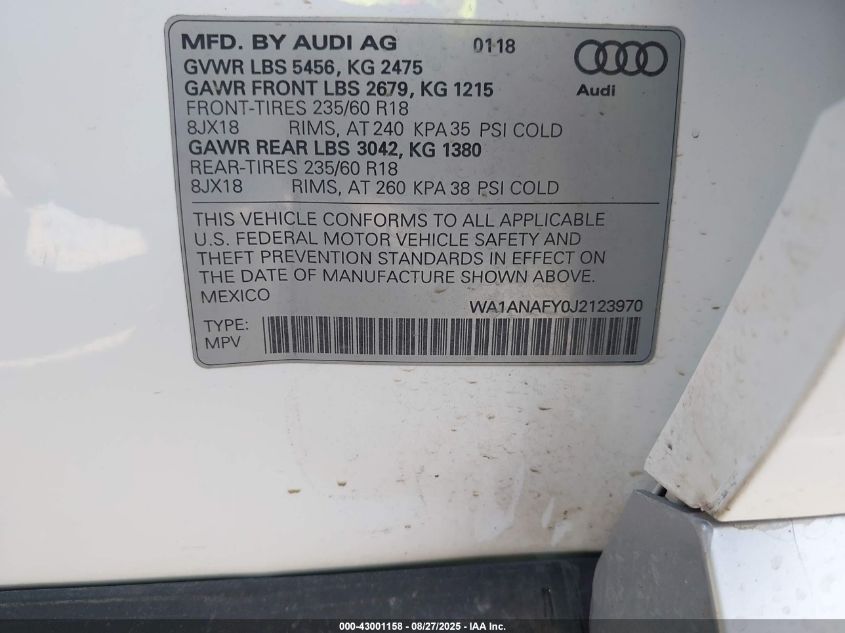 MFD. BY AUDI AG 0118
GVWR LBS 5456, KG 2475
GAWR FRONT LBS 2679, KG 1215
FRONT-TIRES 235/60 R18
8JX18 RIMS, AT 240 KPA 35 PSI COLD
GAWR REAR LBS 3042, KG 1380
REAR-TIRES 235/60 R18
8JX18 RIMS, AT 260 KPA 38 PSI COLD
Audi
THIS VEHICLE CONFORMS TO ALL APPLICABLE
U.S. FEDERAL MOTOR VEHICLE SAFETY AND
THEFT PREVENTION STANDARDS IN EFFECT ON
THE DATE OF MANUFACTURE SHOWN ABOVE.
MEXICO
WA1ANAFY0J2123970
TYPE:
MPV
000-43001158 - 08/27/2025 - IAA Inc.